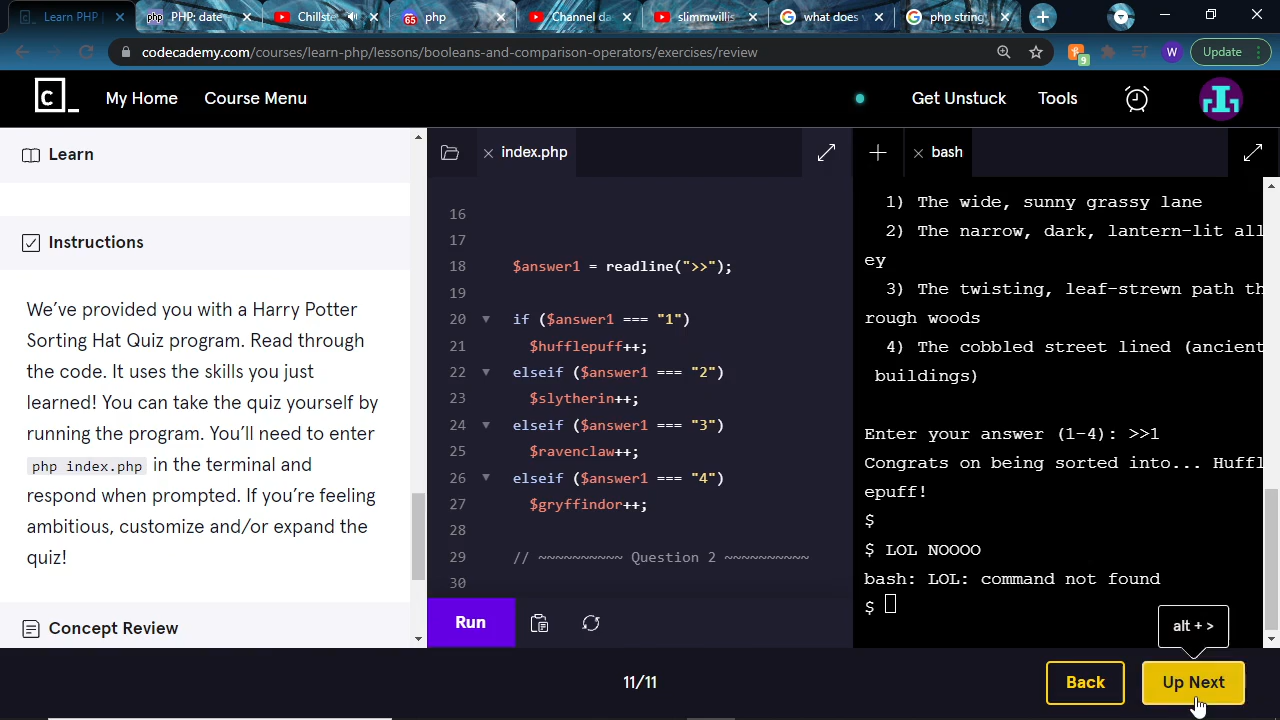 Learn PHP
PHP: date
Chillste
php
Channel da
slimmwillis
what does
php string
codecademy.com/courses/learn-php/lessons/booleans-and-comparison-operators/exercises/review
9
W
Update
c
My Home
Course Menu
Get Unstuck
Tools
Learn
index.php
bash
Instructions
We've provided you with a Harry Potter
Sorting Hat Quiz program. Read through
the code. It uses the skills you just
learned! You can take the quiz yourself by
running the program. You'll need to enter
php index.php in the terminal and
respond when prompted. If you're feeling
ambitious, customize and/or expand the
quiz!
Concept Review
16
17
18 $answer1 = readline(">>");
19
20 if ($answer1 === "1")
21 $hufflepuff++;
22 elseif ($answer1 === "2")
23 $slytherin++;
24 elseif ($answer1 === "3")
25 $ravenclaw++;
26 elseif ($answer1 === "4")
27 $gryffindor++;
28
29 // ~~~~~~~~~~ Question 2 ~~~~~~~~~~
30
Run
1) The wide, sunny grassy lane
2) The narrow, dark, lantern-lit all
ey
3) The twisting, leaf-strewn path th
rough woods
4) The cobbled street lined (ancient
buildings)
Enter your answer (1-4): >>1
Congrats on being sorted into... Huffl
epuff!
$
$ LOL NOOOO
bash: LOL: command not found
$
alt + >
11/11
Back
Up Next